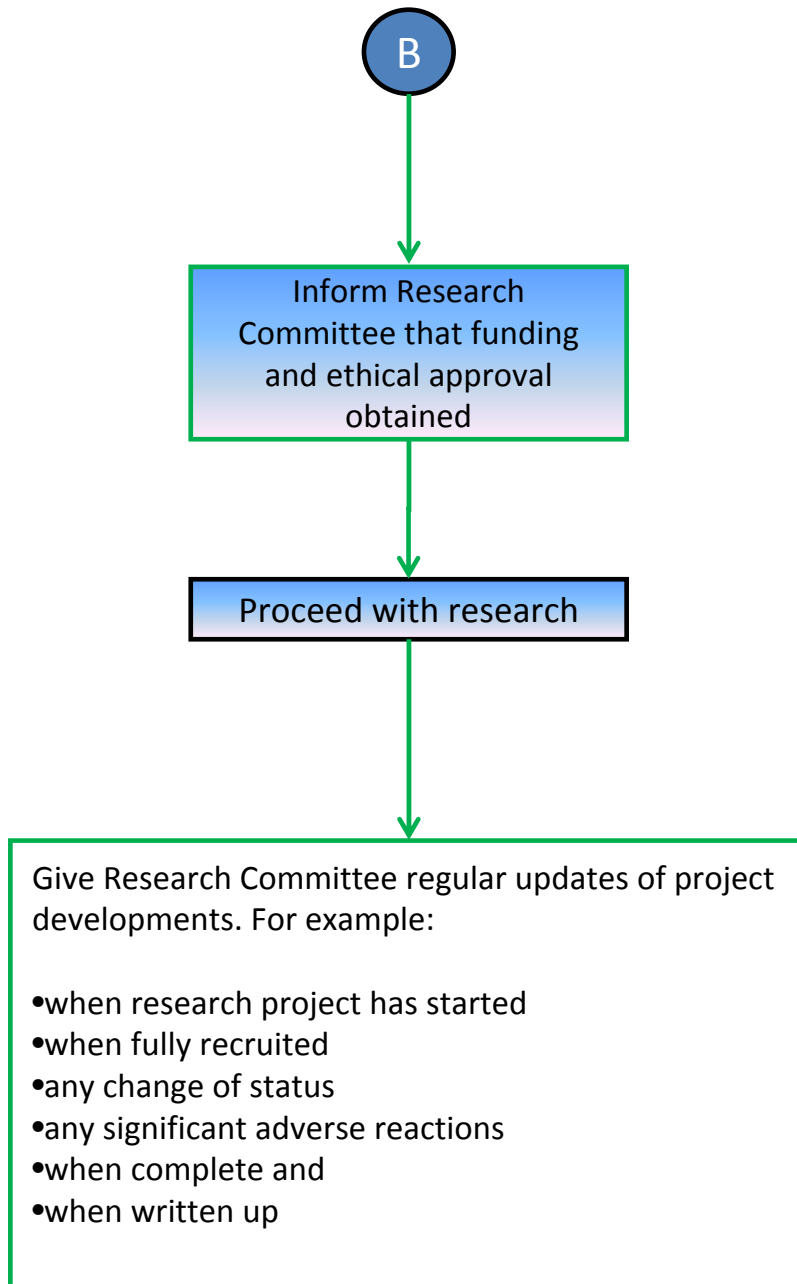 B
Inform Research
Committee that funding
and ethical approval
obtained
Proceed with research
Give Research Committee regular updates of project
developments. For example:
•when research project has started
•when fully recruited
•any change of status
•any significant adverse reactions
•when complete and
•when written up